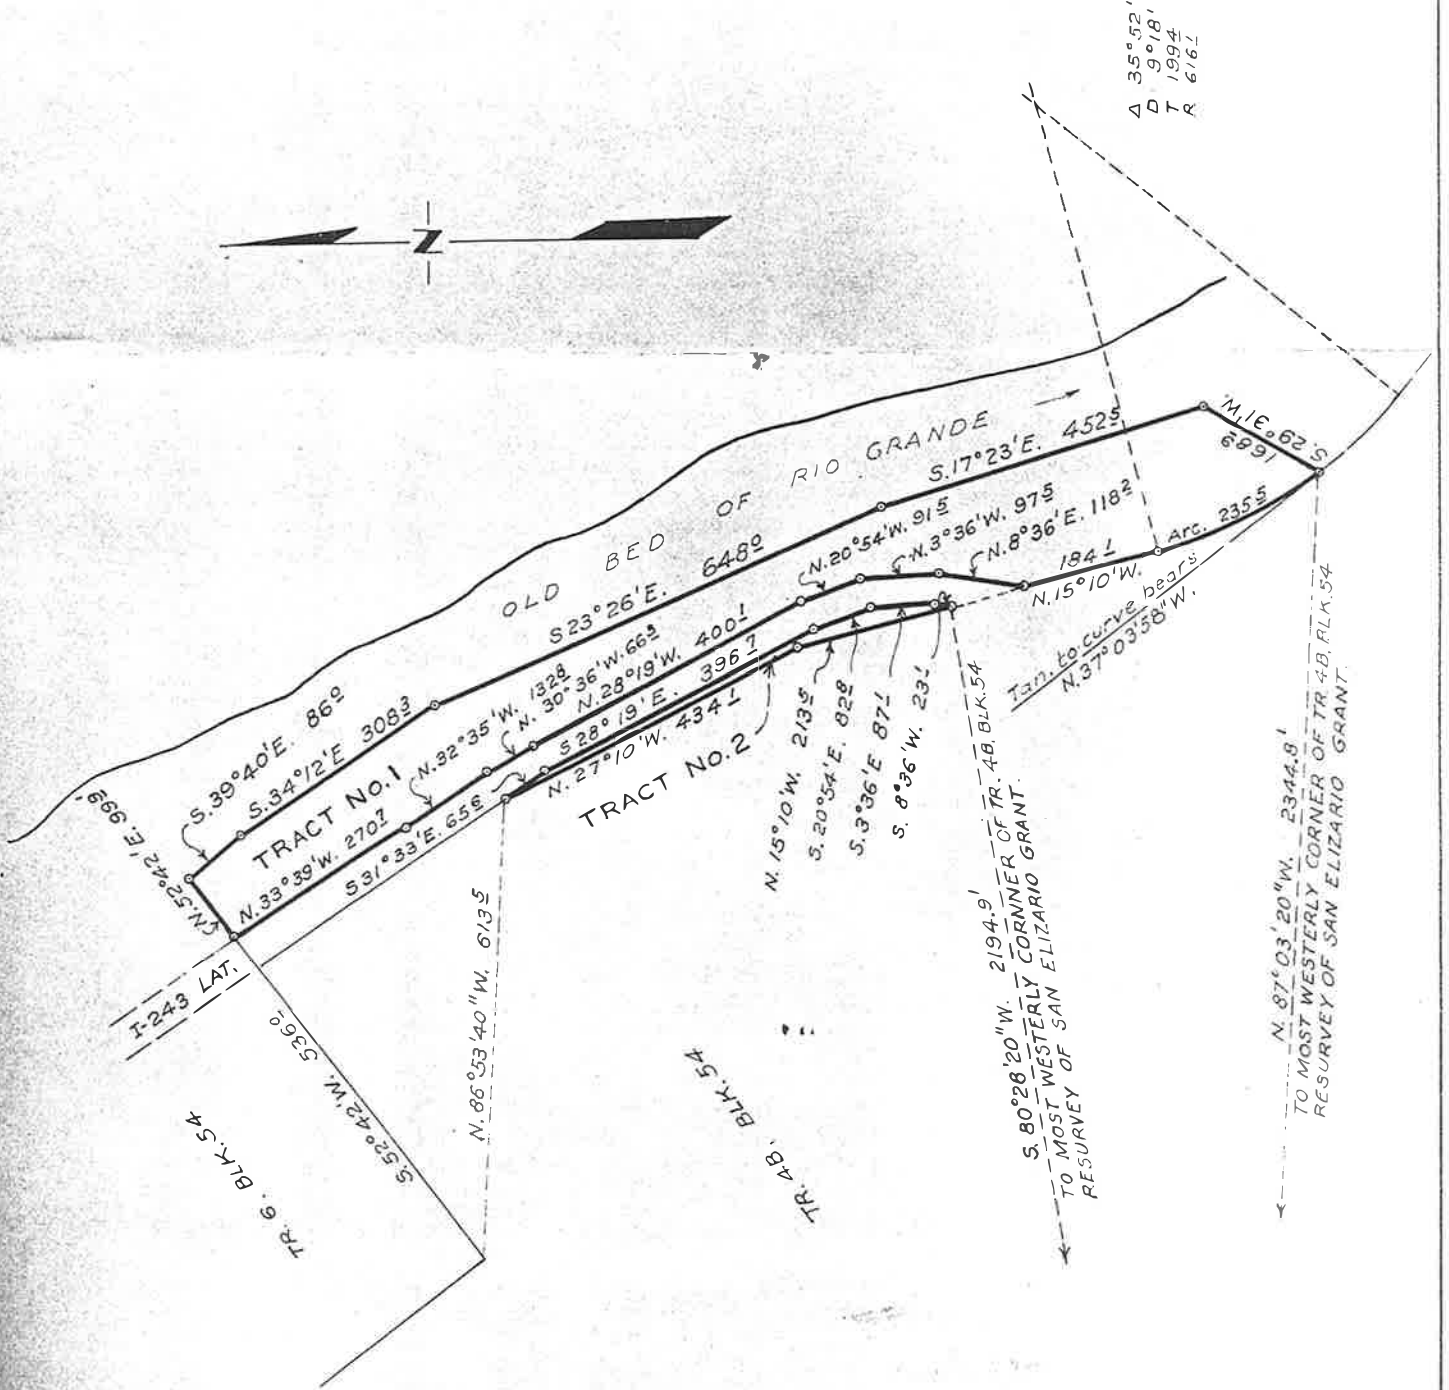 Δ 35°52'
D 9°18'
T 199.4
R 616.1
N
OLD BED OF RIO GRANDE
S. 39°40'E. 86.0
S. 34°12'E 308.3
S 23°26'E. 648.0
S. 17°23'E. 452.5
S. 29°31'W.
168.9
Arc. 235.5
184.1
N. 15°10'W.
N. 8°36'E. 118.2
N. 3°36'W. 97.5
N. 20°54'W. 91.5
N. 28°19'W. 400.1
N. 30°36'W. 66.3
N. 32°35'W. 132.8
N. 33°39'W. 270.7
N. 52°42'E. 99.9
TRACT NO. 1
S 31°33'E. 65.6
S 28°19'E. 396.7
N. 27°10'W. 434.1
TRACT NO. 2
N. 15°10'W. 213.5
S. 20°54'E. 82.8
S. 3°36'E 87.1
S. 8°36'W. 23.1
Tan. to curve bears
N. 37°03'58"W.
I-243 LAT.
S. 52°42'W. 536.0
N. 86°53'40"W. 613.5
TR. 6, BLK. 54
TR. 4B, BLK. 54
S. 80°28'20"W. 2194.9'
TO MOST WESTERLY CORNNER OF TR. 4B, BLK. 54
RESURVEY OF SAN ELIZARIO GRANT.
N. 87°03'20"W. 2344.8'
TO MOST WESTERLY CORNER OF TR. 4B, BLK. 54
RESURVEY OF SAN ELIZARIO GRANT.